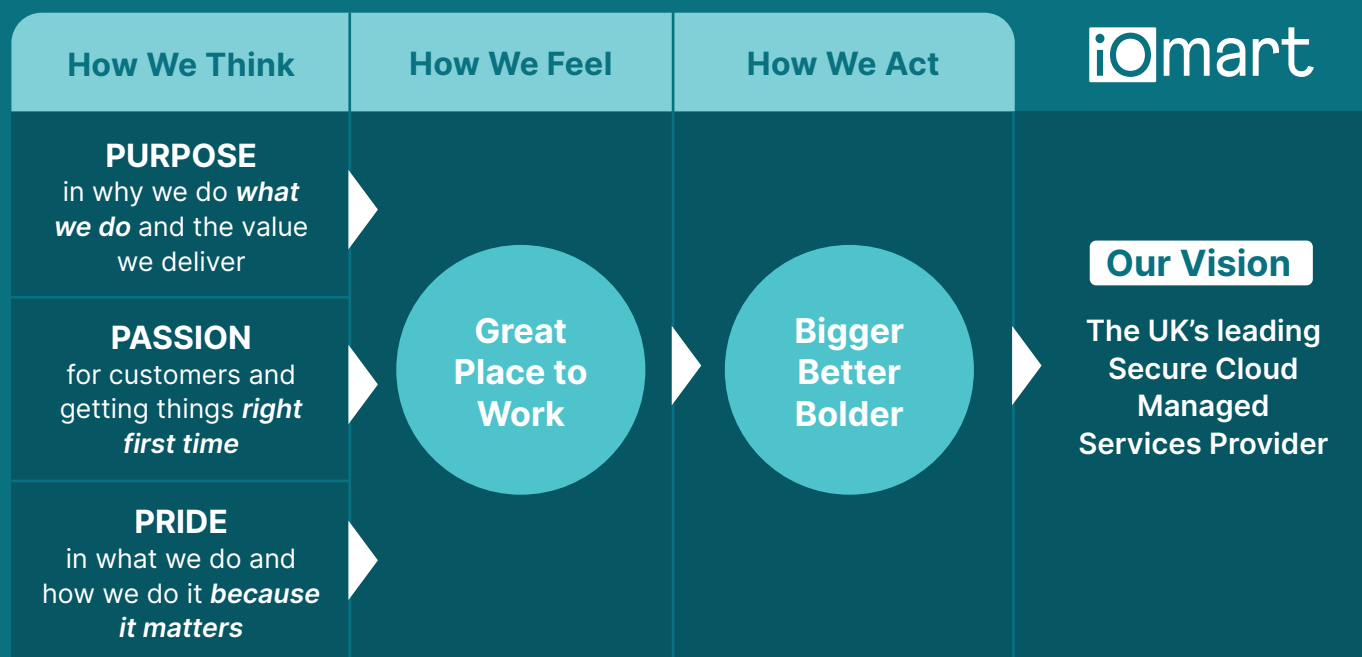 How We Think
How We Feel
How We Act
iOmart
PURPOSE
in why we do what
we do and the value
we deliver
PASSION
for customers and
getting things right
first time
PRIDE
in what we do and
how we do it because
it matters
Great
Place to
Work
Bigger
Better
Bolder
Our Vision
The UK’s leading
Secure Cloud
Managed
Services Provider